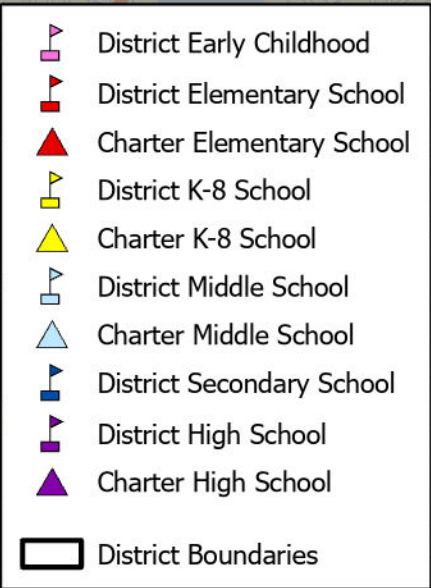 District Early Childhood
District Elementary School
Charter Elementary School
District K-8 School
Charter K-8 School
District Middle School
Charter Middle School
District Secondary School
District High School
Charter High School
District Boundaries